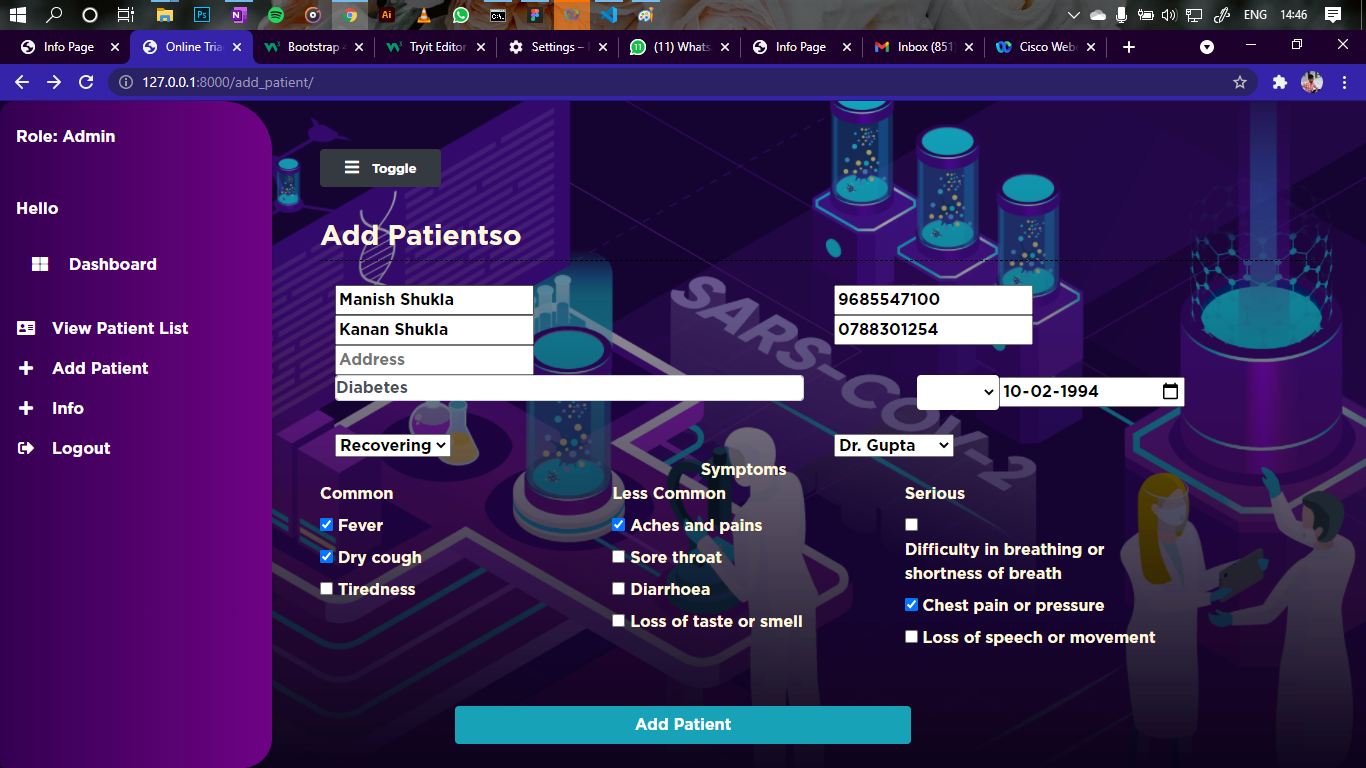 ENG 14:46
Info Page
Online Tria
Bootstrap 4
Tryit Editor
Settings –
11 (11) Whats
Info Page
Inbox (851)
Cisco Web
127.0.0.1:8000/add_patient/
Role: Admin
Hello
Dashboard
View Patient List
Add Patient
Info
Logout
Toggle
Add Patientso
Manish Shukla 9685547100
Kanan Shukla 0788301254
Address
Diabetes 10-02-1994
Recovering Dr. Gupta
Symptoms
Common Less Common Serious
Fever Aches and pains
Dry cough Sore throat Difficulty in breathing or
shortness of breath
Tiredness Diarrhoea Chest pain or pressure
Loss of taste or smell Loss of speech or movement
Add Patient
SARS-COV-2